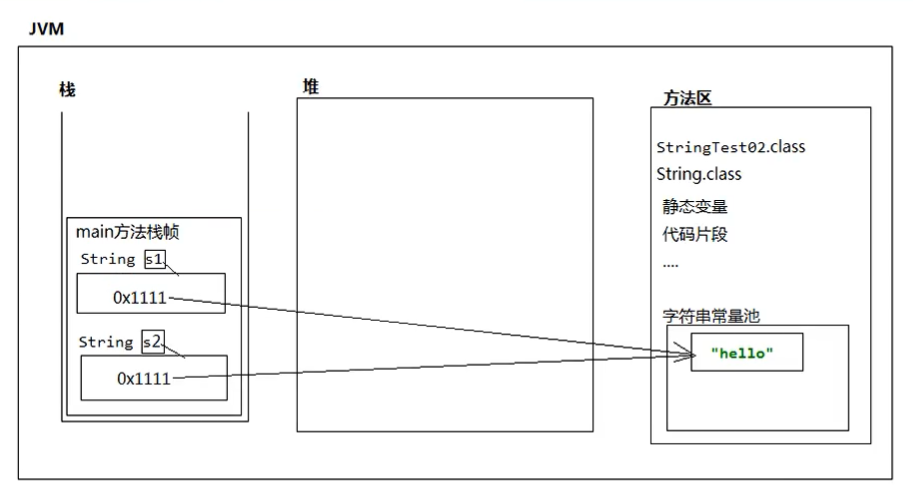 JVM
栈
main方法栈帧
String s1
0x1111
String s2
0x1111
堆
方法区
StringTest02.class
String.class
静态变量
代码片段
....
字符串常量池
"hello"